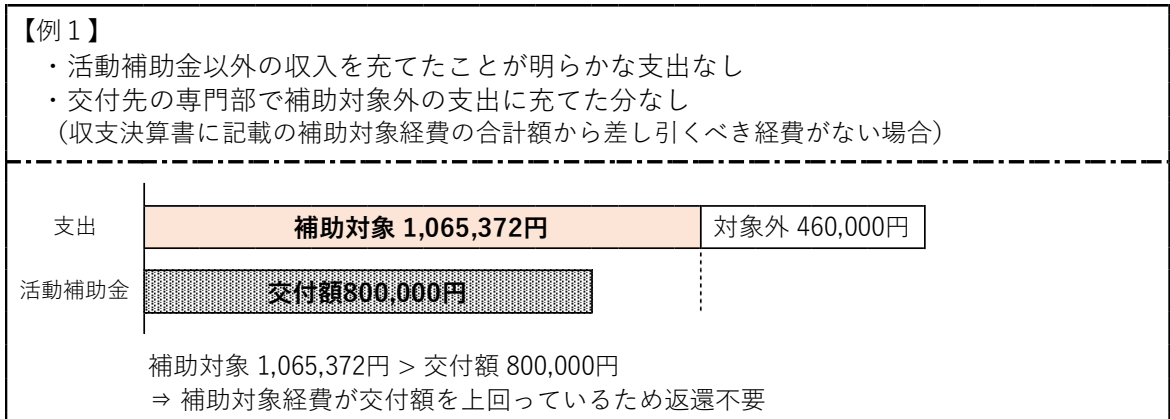 【例１】
・活動補助金以外の収入を充てたことが明らかな支出なし
・交付先の専門部で補助対象外の支出に充てた分なし
（収支決算書に記載の補助対象経費の合計額から差し引くべき経費がない場合）
支出
補助対象 1,065,372円
対象外 460,000円
活動補助金
交付額800,000円
補助対象 1,065,372円 > 交付額 800,000円
⇒ 補助対象経費が交付額を上回っているため返還不要